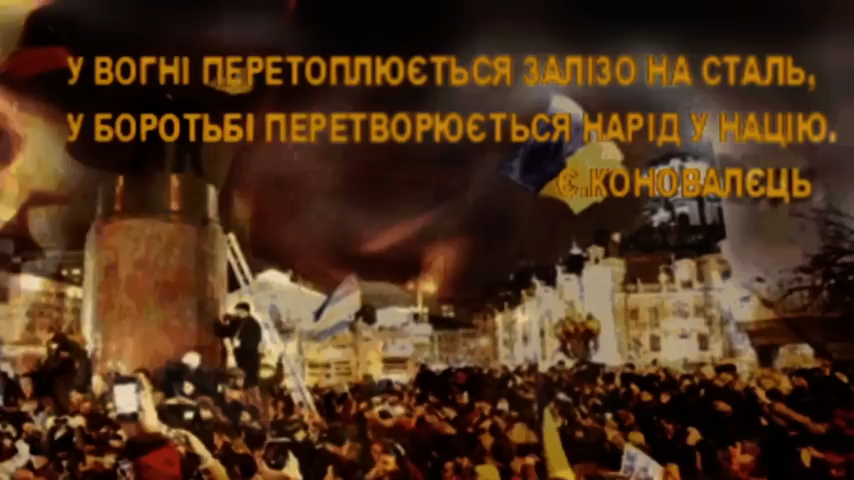 У ВОГНІ ПЕРЕТОПЛЮЄТЬСЯ ЗАЛІЗО НА СТАЛЬ,
У БОРОТЬБІ ПЕРЕТВОРЮЄТЬСЯ НАРІД У НАЦІЮ.
Є.КОНОВАЛЄЦЬ